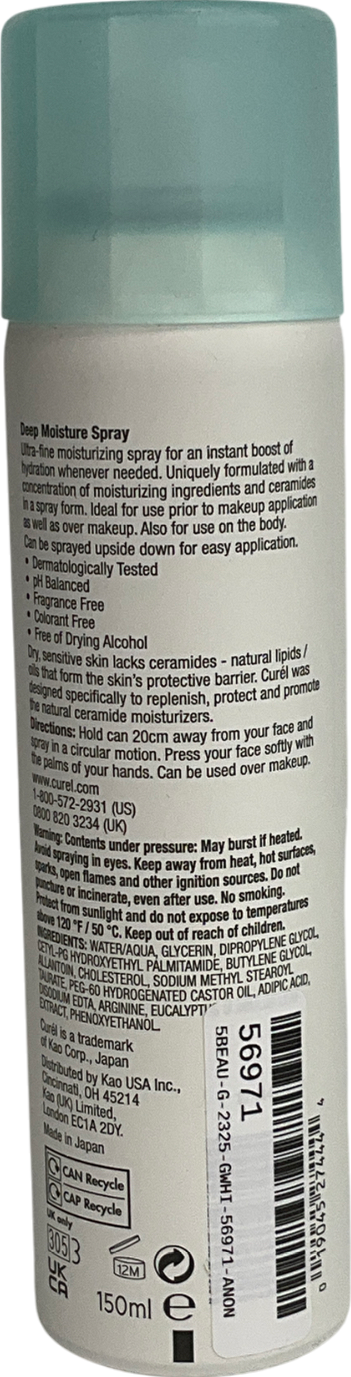 Deep Moisture Spray
Ultra-fine moisturizing spray for an instant boost of
hydration whenever needed. Uniquely formulated with a
concentration of moisturizing ingredients and ceramides
in a spray form. Ideal for use prior to makeup application
as well as over makeup. Also for use on the body.
Can be sprayed upside down for easy application.
• Dermatologically Tested
• pH Balanced
• Fragrance Free
• Colorant Free
• Free of Drying Alcohol
Dry, sensitive skin lacks ceramides - natural lipids /
oils that form the skin's protective barrier. Curél was
designed specifically to replenish, protect and promote
the natural ceramide moisturizers.
Directions: Hold can 20cm away from your face and
spray in a circular motion. Press your face softly with
the palms of your hands. Can be used over makeup.
www.curel.com
1-800-572-2931 (US)
0800 820 3234 (UK)
Warning: Contents under pressure: May burst if heated.
Avoid spraying in eyes. Keep away from heat, hot surfaces,
sparks, open flames and other ignition sources. Do not
puncture or incinerate, even after use. No smoking.
Protect from sunlight and do not expose to temperatures
above 120 °F / 50 °C. Keep out of reach of children.
INGREDIENTS: WATER/AQUA, GLYCERIN, DIPROPYLENE GLYCOL,
CETYL-PG HYDROXYETHYL PALMITAMIDE, BUTYLENE GLYCOL,
ALLANTOIN, CHOLESTEROL, SODIUM METHYL STEAROYL
TAURATE, PEG-60 HYDROGENATED CASTOR OIL, ADIPIC ACID,
DISODIUM EDTA, ARGININE,
EXTRACT, PHENOXYETHANOL.
Curél is a trademark
of Kao Corp., Japan
Distributed by Kao USA Inc.,
Cincinnati, OH 45214
Kao (UK) Limited,
London EC1A 2DY.
Made in Japan
CAN Recycle
CAP Recycle
UK only
3053
UK
CA
12M
150ml e
56971
5BEAU-G-2325-GWHI-56971-ANON
0 19045 27444 4